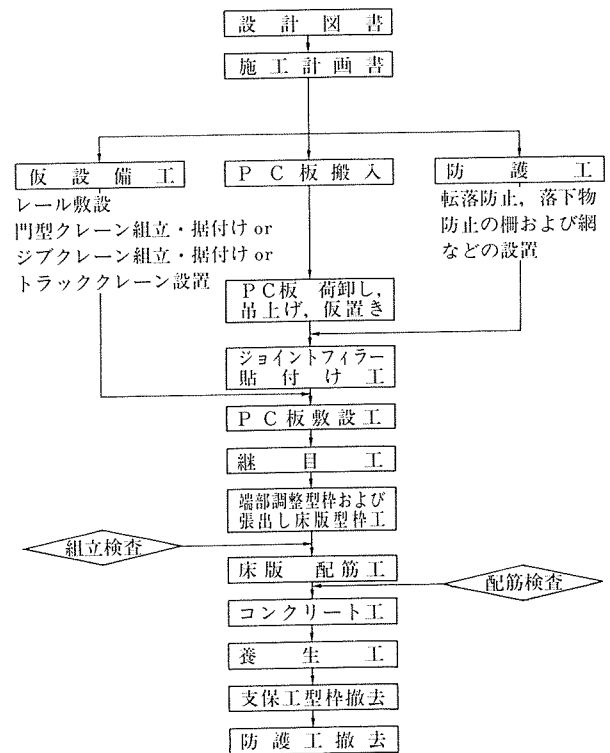 設計図書
施工計画書
仮設備工
PC板搬入
防護工
レール敷設
門型クレーン組立・据付け or
ジブクレーン組立・据付け or
トラッククレーン設置
転落防止，落下物
防止の柵および網
などの設置
PC板 荷卸し，
吊上げ，仮置き
ジョイントフィラー
貼付け工
PC板敷設工
継目工
端部調整型枠および
張出し床版型枠工
組立検査
床版 配筋工
配筋検査
コンクリート工
養生工
支保工型枠撤去
防護工撤去